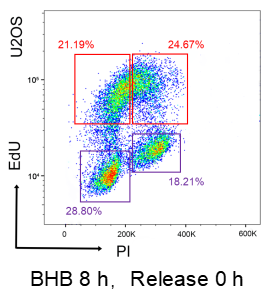 U2OS
21.19%
24.67%
10⁵
EdU
10⁴
28.80%
18.21%
0
200K
400K
600K
PI
BHB 8 h, Release 0 h